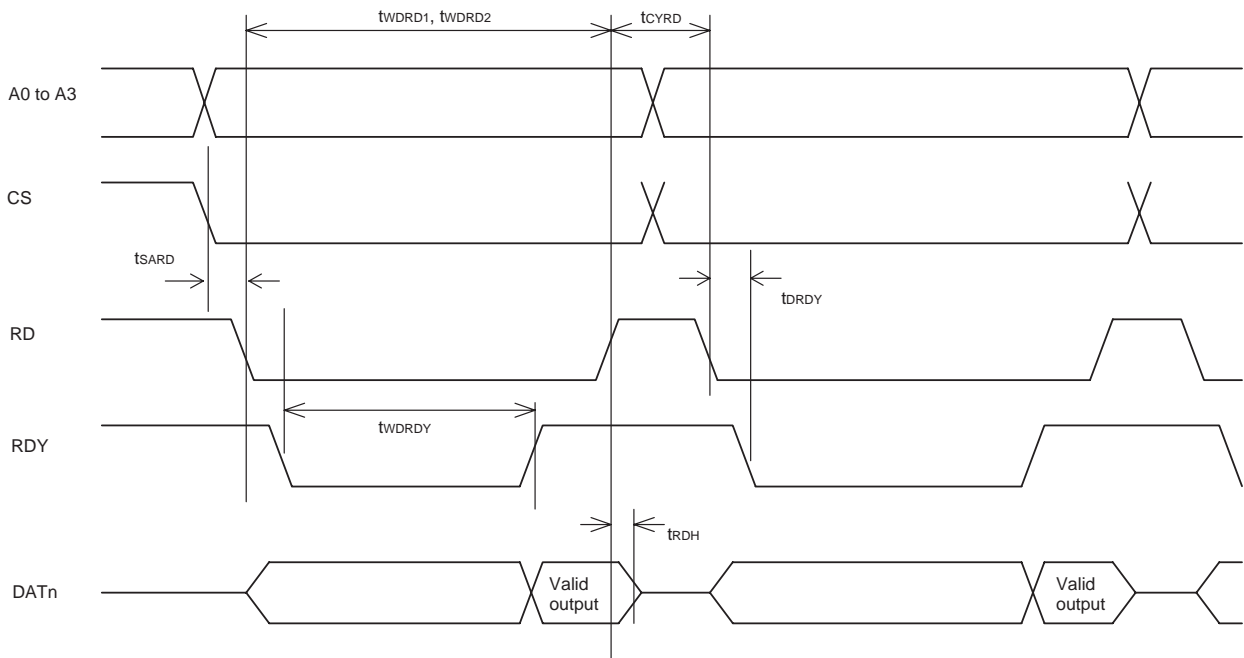 tWDRD1, tWDRD2
tCYRD
A0 to A3
CS
tSARD
tDRDY
RD
tWDRDY
RDY
tRDH
DATn
Valid
output
Valid
output